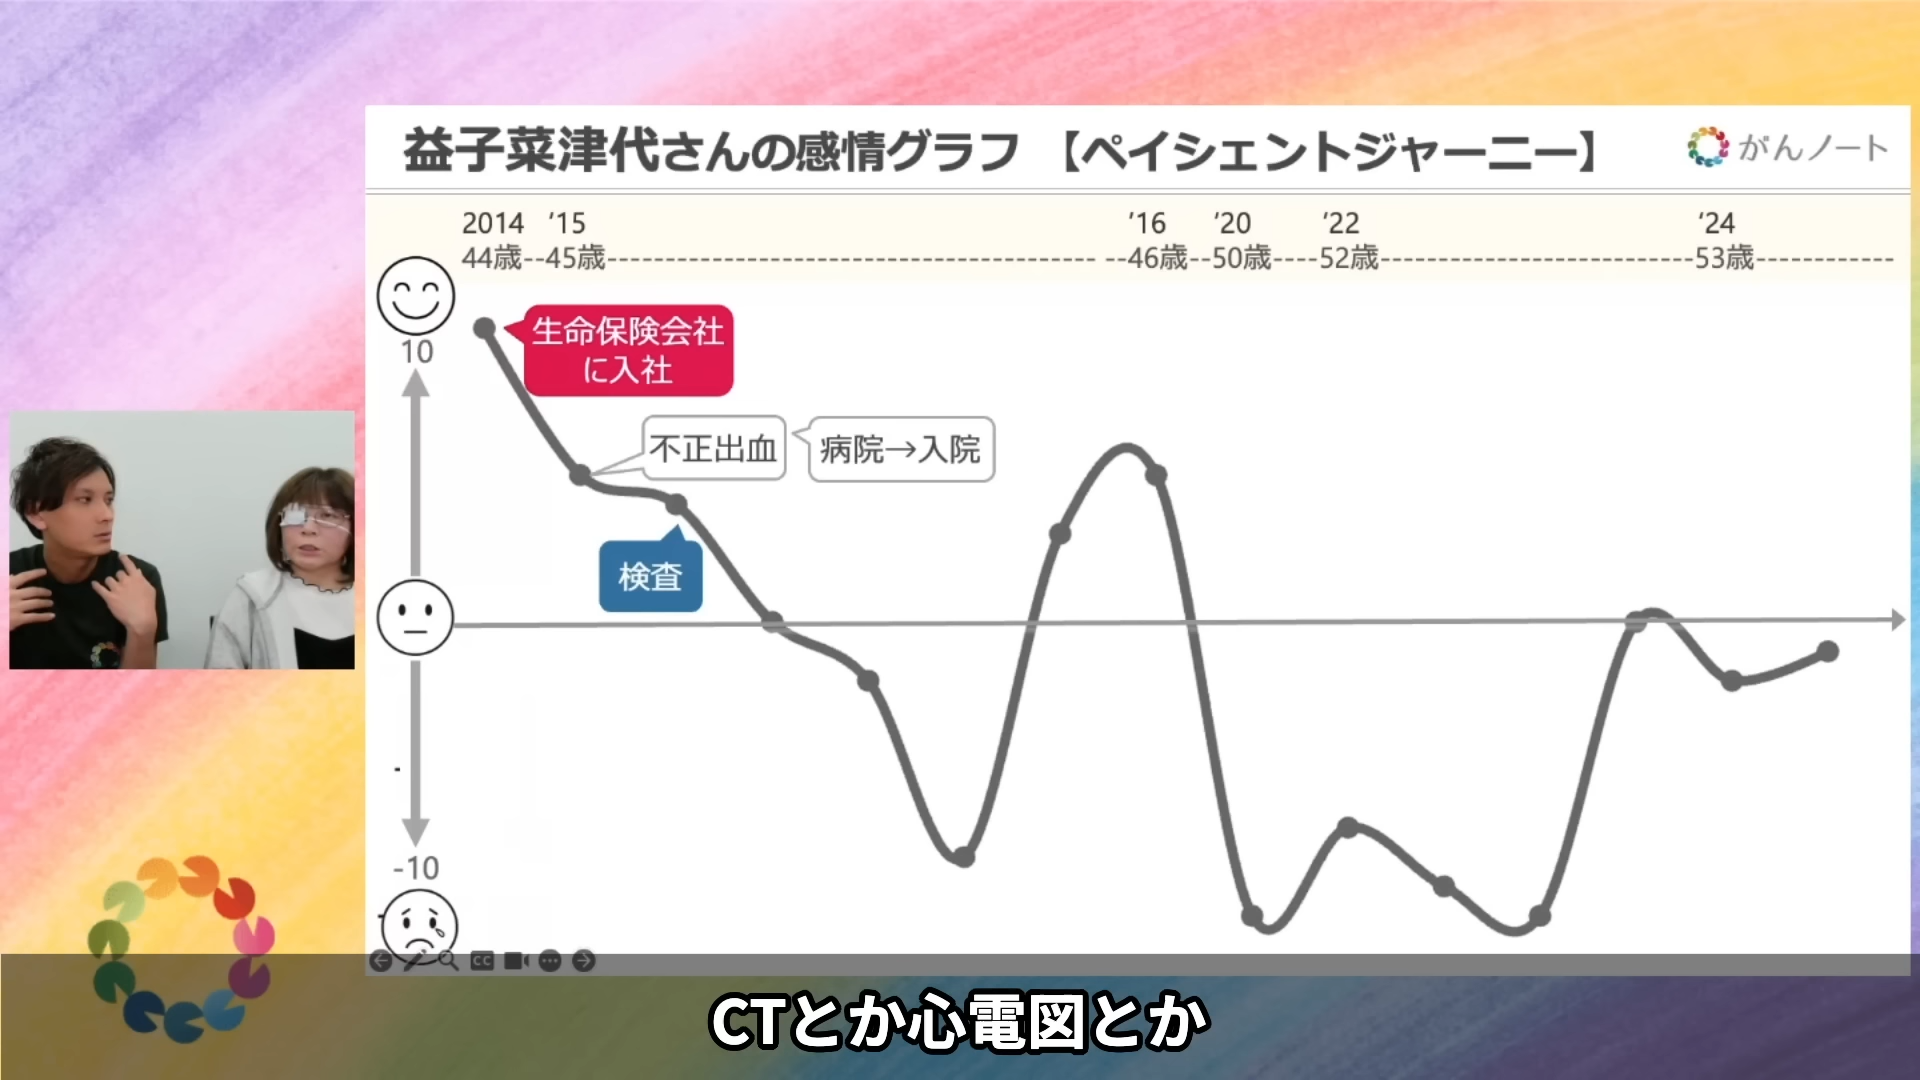 益子菜津代さんの感情グラフ 【ペイシェントジャーニー】
がんノート
2014 ‘15 ‘16 ‘20 ‘22 ‘24
44歳--45歳---------------------------------------- --46歳--50歳----52歳--------------------------53歳------------
10
生命保険会社
に入社
不正出血
病院→入院
検査
-10
CC
CTとか心電図とか